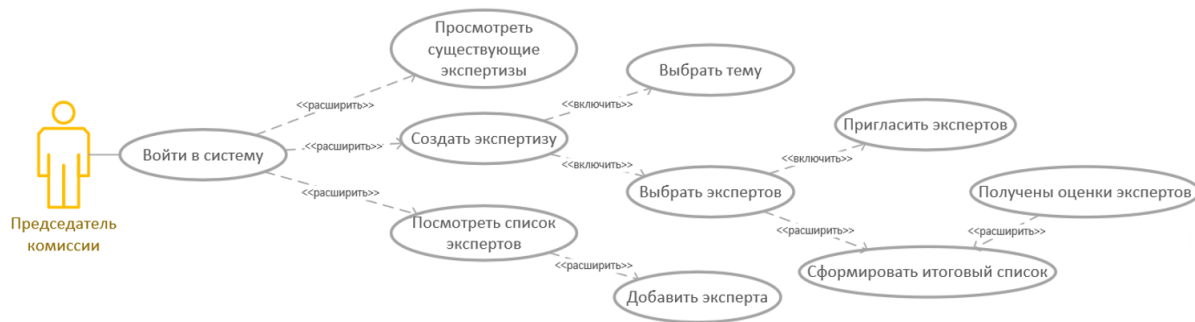 Просмотреть
существующие
экспертизы
Выбрать тему
<<расширить>>
<<включить>>
Пригласить экспертов
Войти в систему
<<расширить>>
Создать экспертизу
<<включить>>
<<включить>>
Выбрать экспертов
Получены оценки экспертов
<<расширить>>
Председатель
комиссии
Посмотреть список
экспертов
<<расширить>>
<<расширить>>
<<расширить>>
Сформировать итоговый список
Добавить эксперта